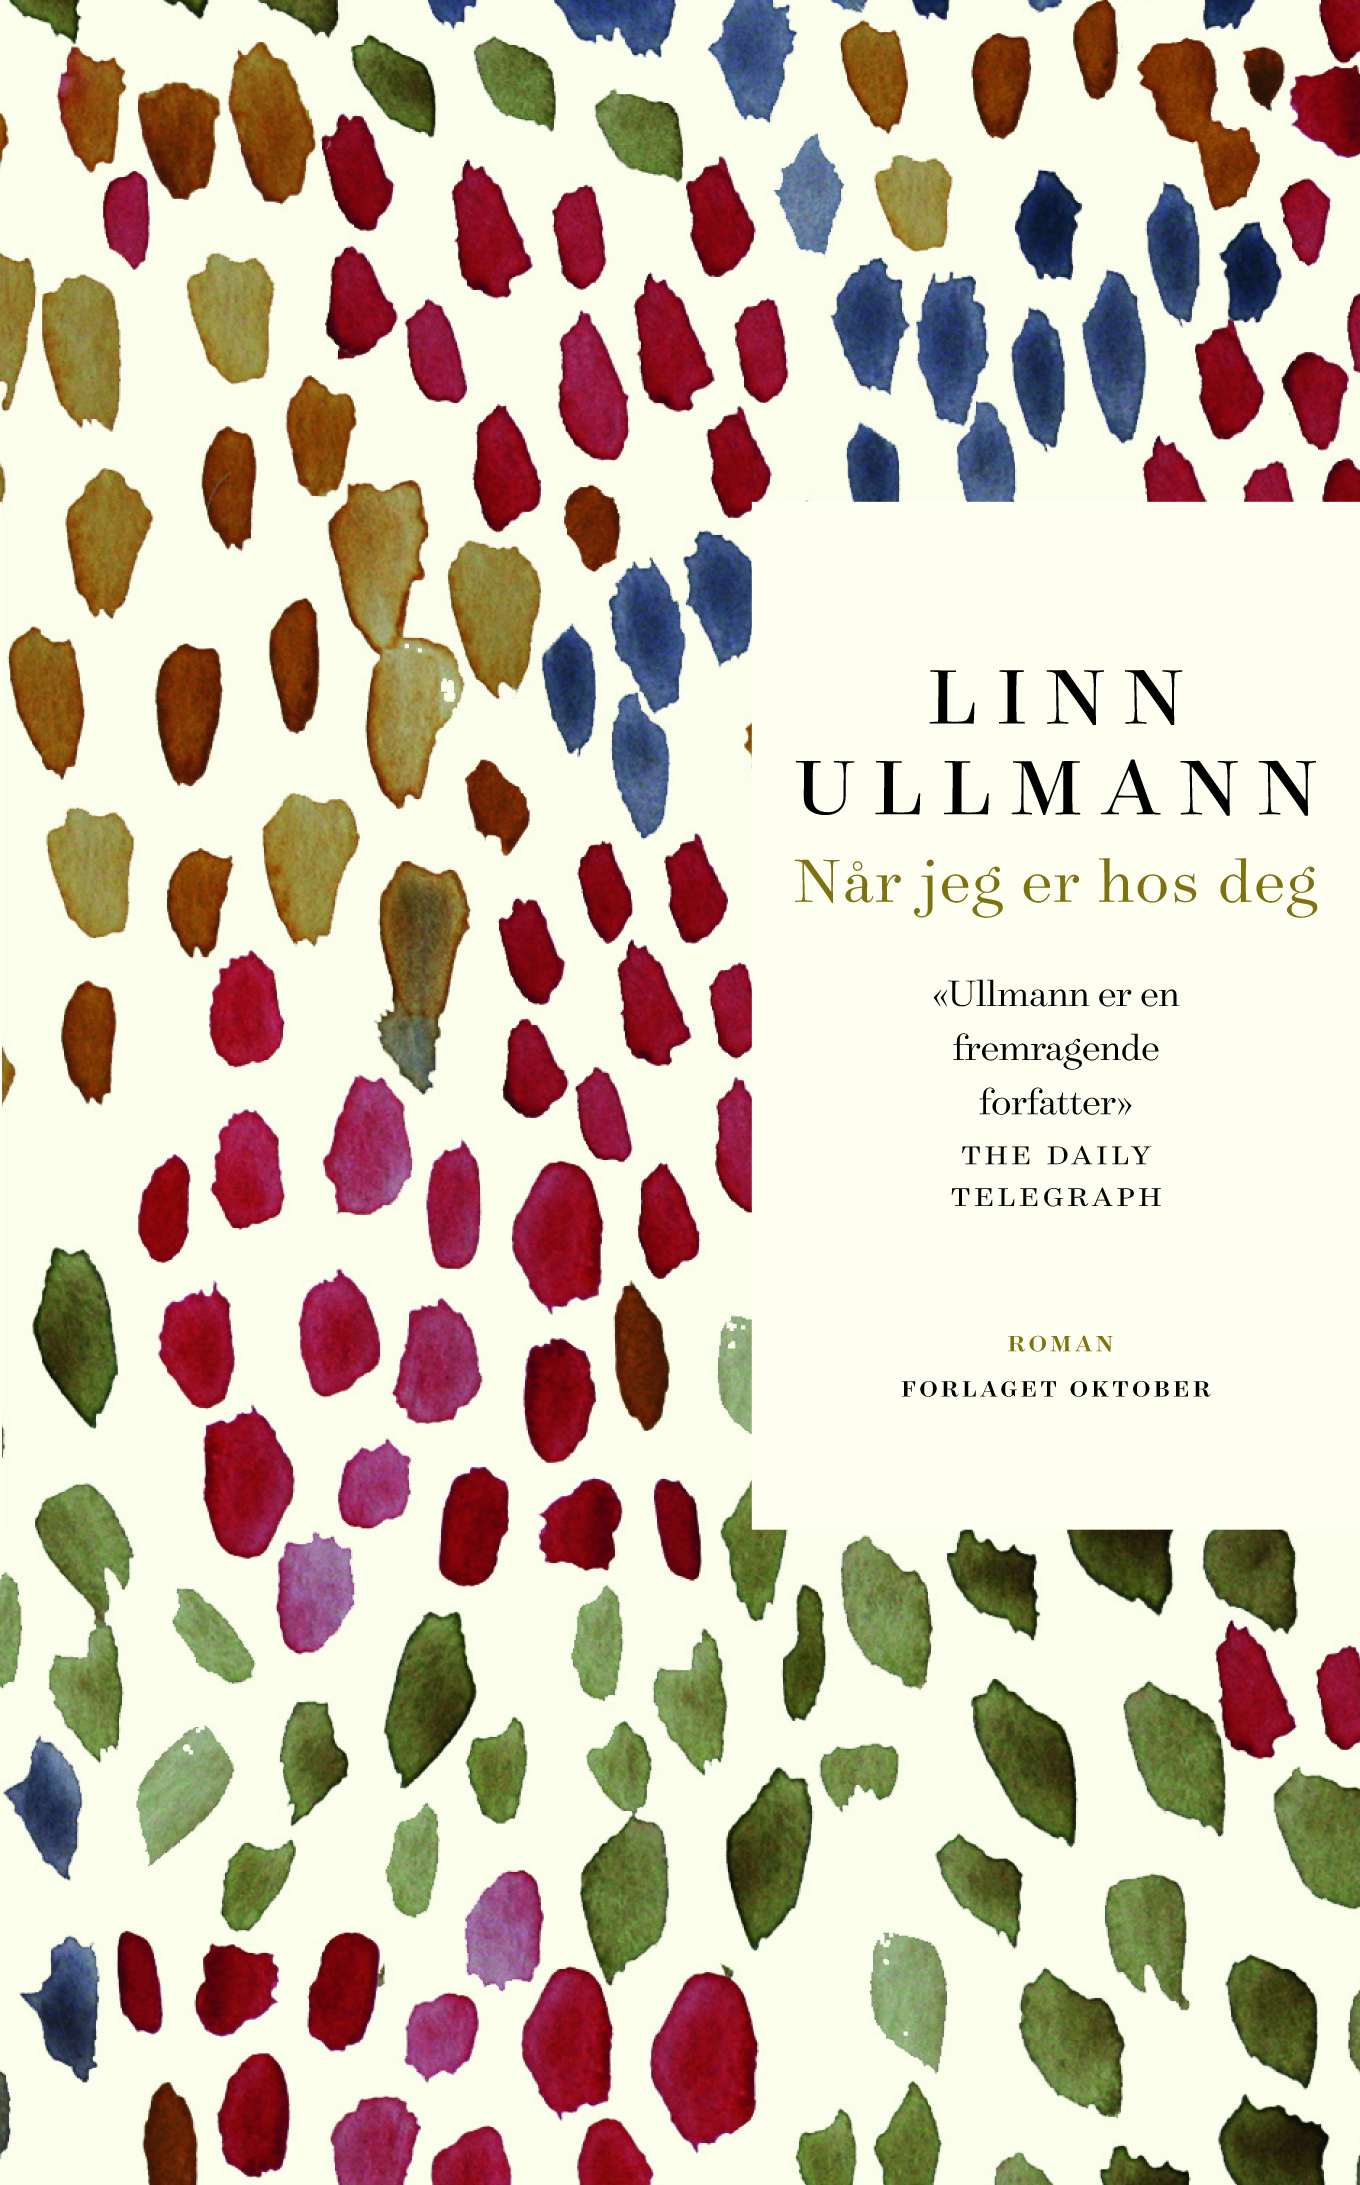 LINN
ULLMANN
Når jeg er hos deg
«Ullmann er en
fremragende
forfatter»
THE DAILY
TELEGRAPH
ROMAN
FORLAGET OKTOBER